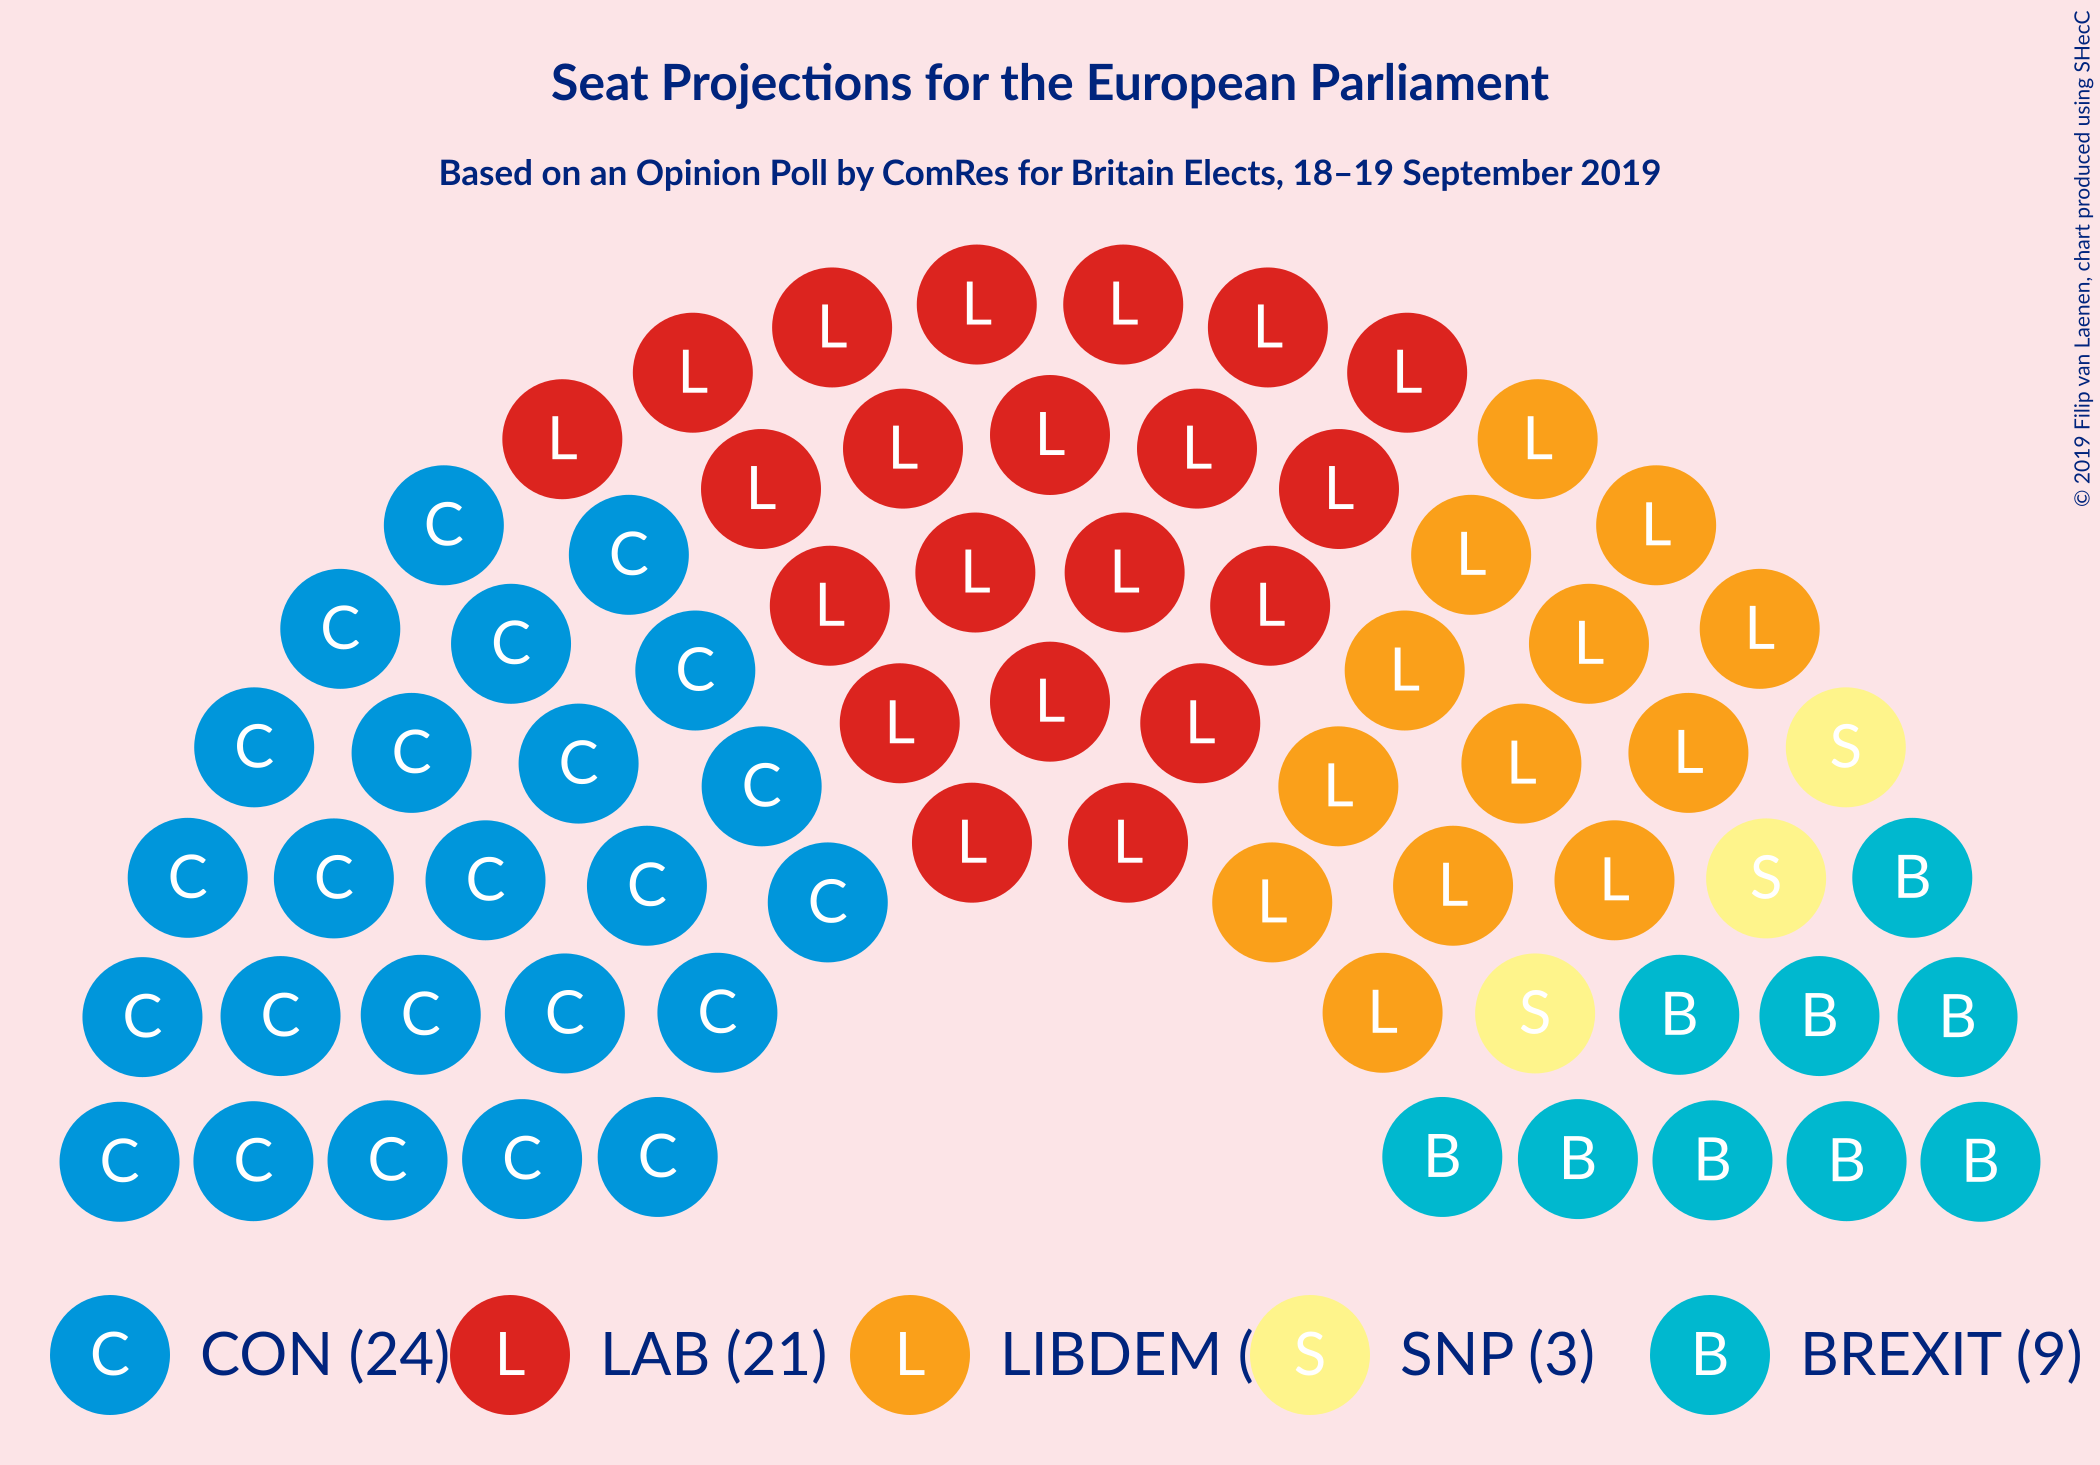 Seat Projections for the European Parliament
Based on an Opinion Poll by ComRes for Britain Elects, 18–19 September 2019
© 2019 Filip van Laenen, chart produced using SHecC
L L
L L
L L
L L L
L L
L L
C L
C L
L L
L L
C L
C L
C L
L
L L
C C C L L S
C L
L L
C C C C L L S B
C L
C C C C C L S B B B
C C C C C B B B B B
C CON (24) L LAB (21) L LIBDEM ( S SNP (3) B BREXIT (9)